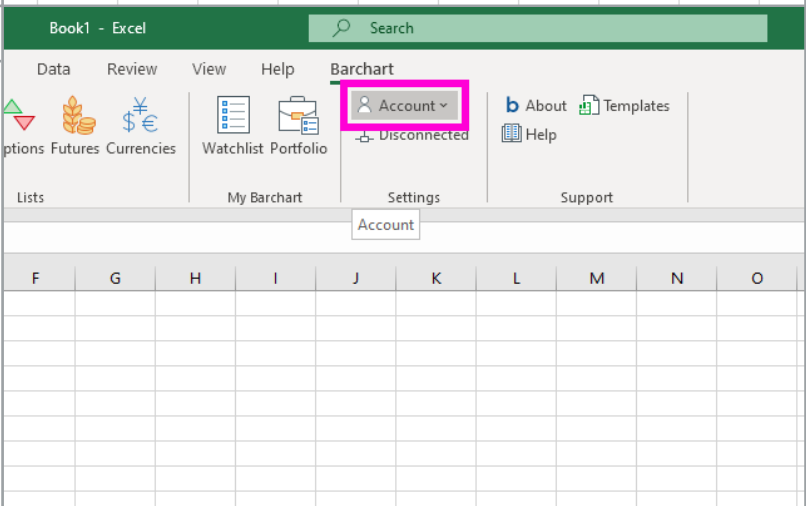 Book1 - Excel
Search
Data Review View Help Barchart
Account
b About Templates
Disconnected
Help
ptions Futures Currencies Watchlist Portfolio
Lists My Barchart Settings Support
Account
F G H I J K L M N O